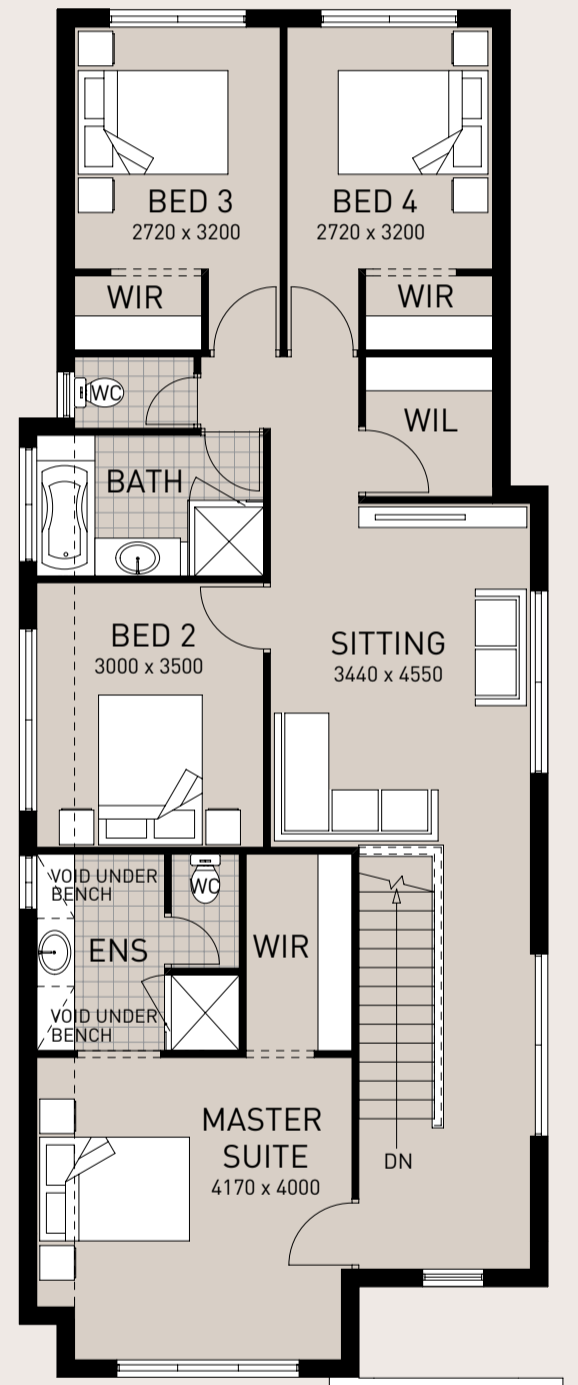 BED 3
2720 x 3200
BED 4
2720 x 3200
WIR
WIR
WC
WIL
BATH
BED 2
3000 x 3500
SITTING
3440 x 4550
VOID UNDER
BENCH
WC
ENS
WIR
VOID UNDER
BENCH
MASTER
SUITE
4170 x 4000
DN